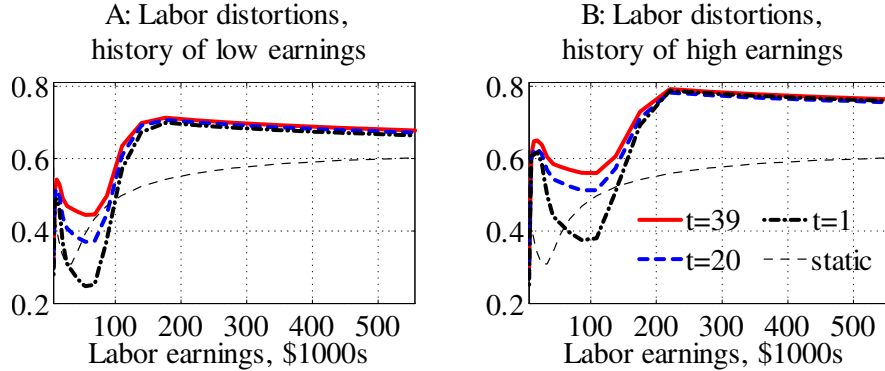 A: Labor distortions,
history of low earnings
0.8
0.6
0.4
0.2
100 200 300 400 500
Labor earnings, $1000s
B: Labor distortions,
history of high earnings
0.8
0.6
0.4
0.2
t=39 t=1
t=20 static
100 200 300 400 500
Labor earnings, $1000s